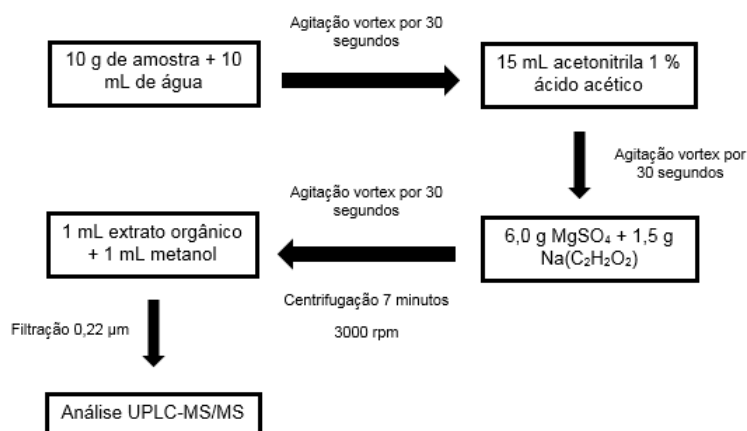 10 g de amostra + 10
mL de água
Agitação vortex por 30
segundos
15 mL acetonitrila 1 %
ácido acético
Agitação vortex por
30 segundos
6,0 g MgSO₄ + 1,5 g
Na(C₂H₂O₂)
Agitação vortex por 30
segundos
Centrifugação 7 minutos
3000 rpm
1 mL extrato orgânico
+ 1 mL metanol
Filtração 0,22 µm
Análise UPLC-MS/MS